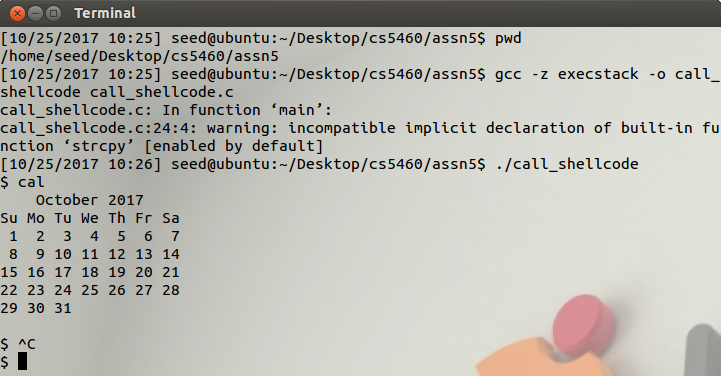 Terminal
[10/25/2017 10:25] seed@ubuntu:~/Desktop/cs5460/assn5$ pwd
/home/seed/Desktop/cs5460/assn5
[10/25/2017 10:25] seed@ubuntu:~/Desktop/cs5460/assn5$ gcc -z execstack -o call_
shellcode call_shellcode.c
call_shellcode.c: In function ‘main’:
call_shellcode.c:24:4: warning: incompatible implicit declaration of built-in fu
nction ‘strcpy’ [enabled by default]
[10/25/2017 10:26] seed@ubuntu:~/Desktop/cs5460/assn5$ ./call_shellcode
$ cal
    October 2017
Su Mo Tu We Th Fr Sa
 1  2  3  4  5  6  7
 8  9 10 11 12 13 14
15 16 17 18 19 20 21
22 23 24 25 26 27 28
29 30 31
$ ^C
$